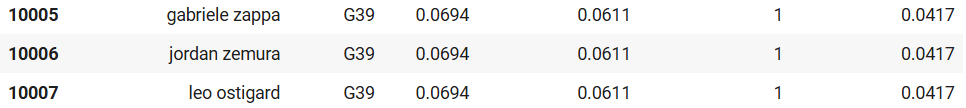 10005 gabriele zappa G39 0.0694 0.0611 1 0.0417
10006 jordan zemura G39 0.0694 0.0611 1 0.0417
10007 leo ostigard G39 0.0694 0.0611 1 0.0417